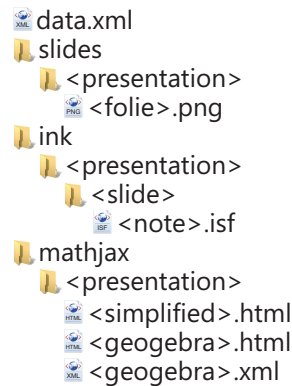 data.xml
slides
<presentation>
<folie>.png
ink
<presentation>
<slide>
<note>.isf
mathjax
<presentation>
<simplified>.html
<geogebra>.html
<geogebra>.xml